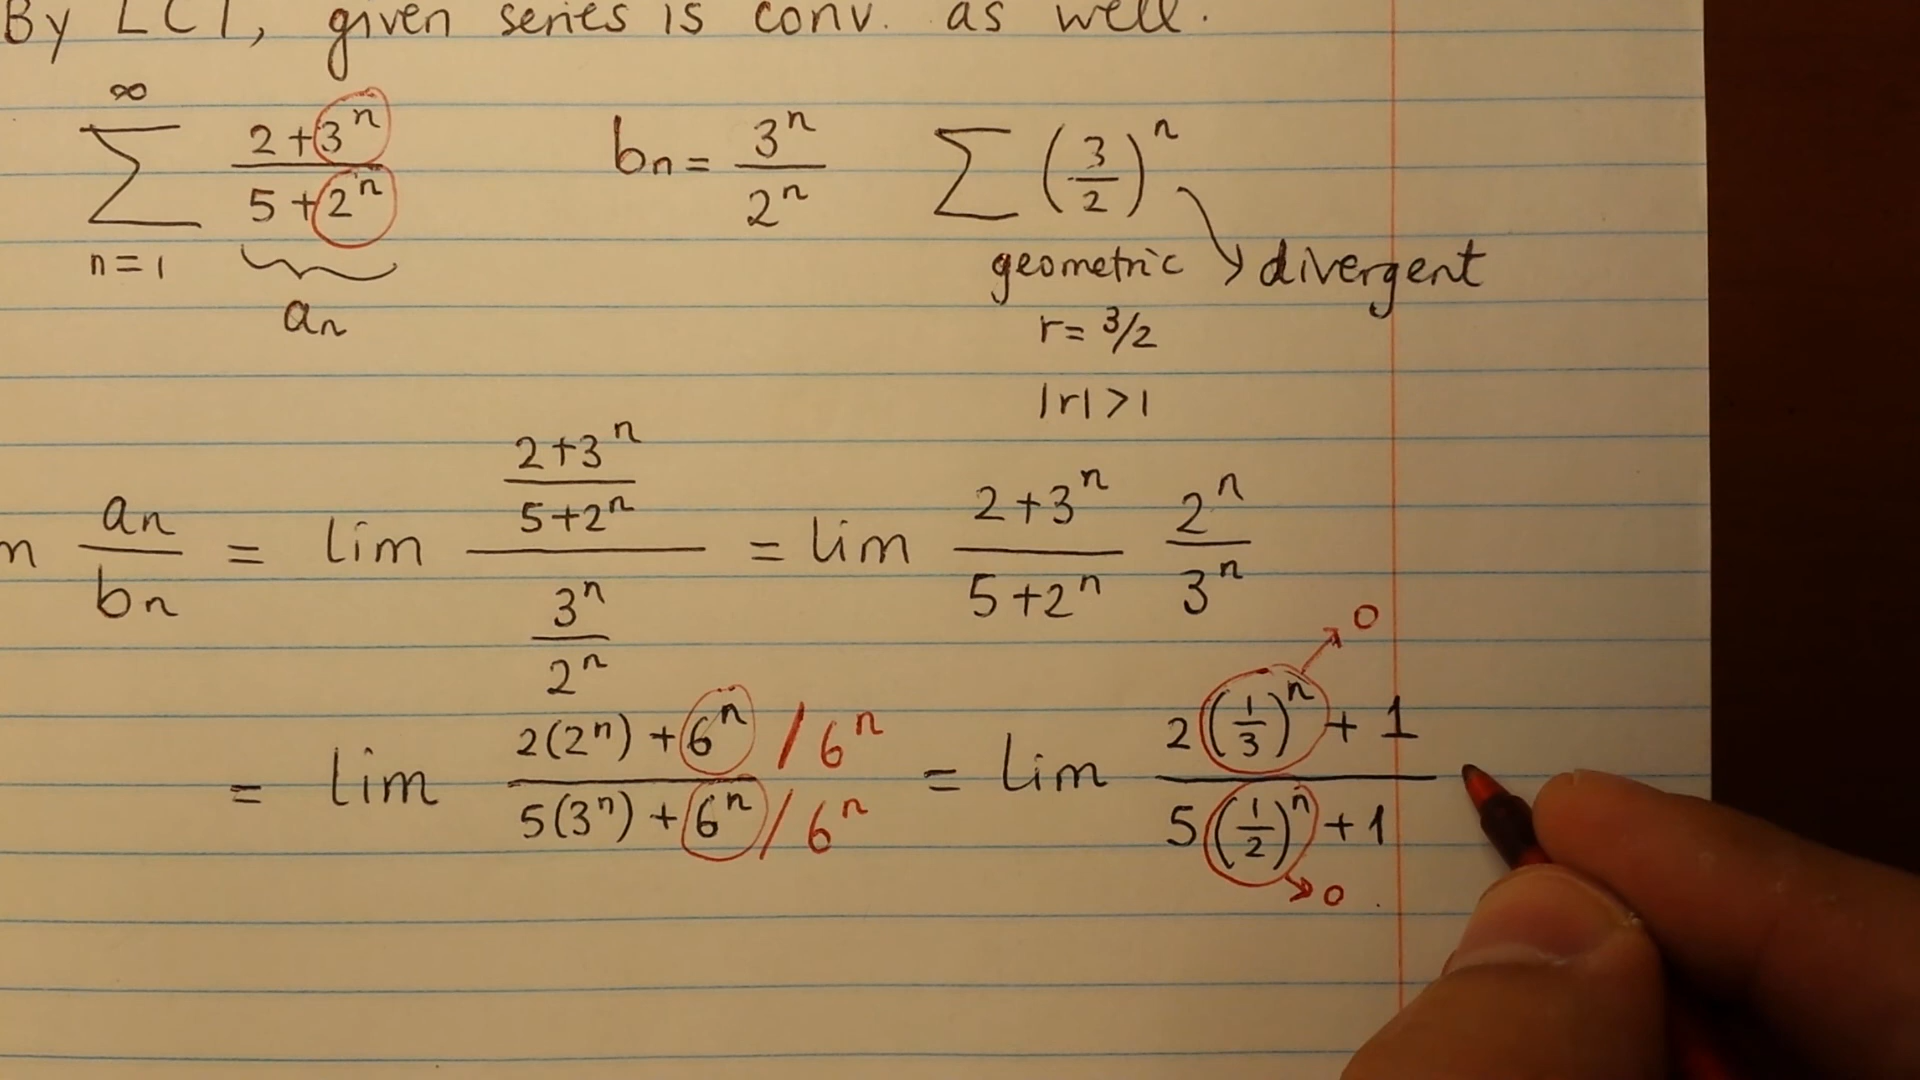 By LCT, given series is conv. as well.
∞
∑ (2+3ⁿ)/(5+2ⁿ)   bₙ = 3ⁿ/2ⁿ   ∑ (3/2)ⁿ
n=1   aₙ   geometric → divergent
r = 3/2
|r| > 1
aₙ/bₙ = lim ((2+3ⁿ)/(5+2ⁿ))/(3ⁿ/2ⁿ) = lim (2+3ⁿ)/(5+2ⁿ) 2ⁿ/3ⁿ
→ 0
= lim (2(2ⁿ) + 6ⁿ /6ⁿ)/(5(3ⁿ) + 6ⁿ /6ⁿ) = lim (2(1/3)ⁿ + 1)/(5(1/2)ⁿ + 1)
→ 0